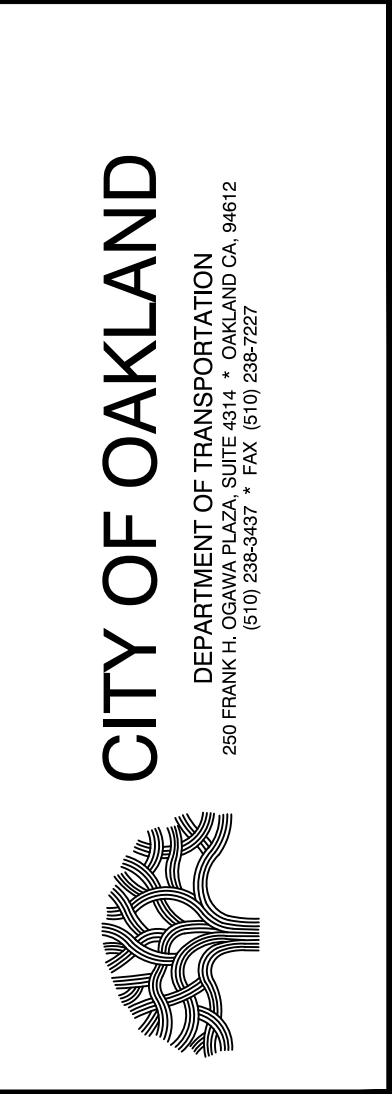 CITY OF OAKLAND
DEPARTMENT OF TRANSPORTATION
250 FRANK H. OGAWA PLAZA, SUITE 4314 * OAKLAND CA, 94612
(510) 238-3437 * FAX (510) 238-7227